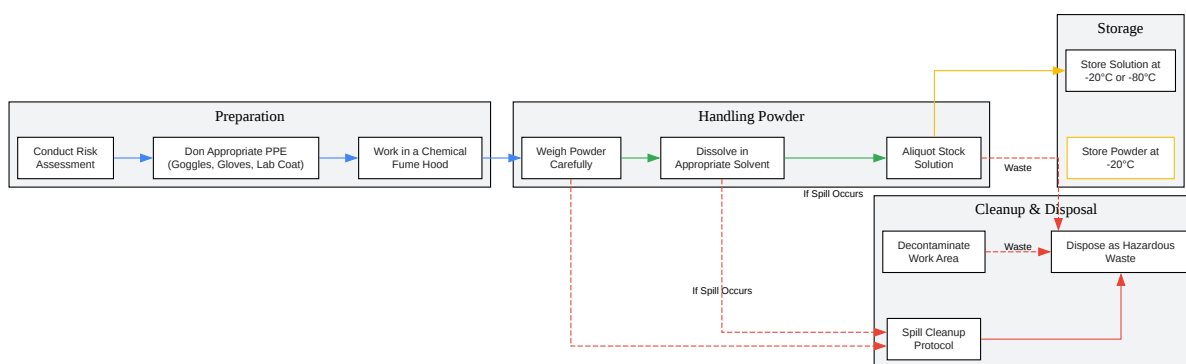 Storage
Store Solution at
-20°C or -80°C
Preparation
Handling Powder
Conduct Risk
Assessment
Don Appropriate PPE
(Goggles, Gloves, Lab Coat)
Work in a Chemical
Fume Hood
Weigh Powder
Carefully
Dissolve in
Appropriate Solvent
Aliquot Stock
Solution
Waste
Store Powder at
-20°C
If Spill Occurs
Cleanup & Disposal
Decontaminate
Work Area
Waste
Dispose as Hazardous
Waste
If Spill Occurs
Spill Cleanup
Protocol